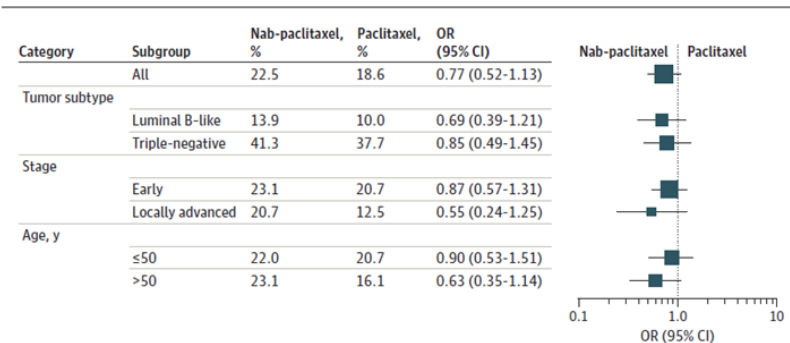 Category Subgroup Nab-paclitaxel, % Paclitaxel, % OR (95% CI) Nab-paclitaxel Paclitaxel
All 22.5 18.6 0.77 (0.52-1.13)
Tumor subtype
Luminal B-like 13.9 10.0 0.69 (0.39-1.21)
Triple-negative 41.3 37.7 0.85 (0.49-1.45)
Stage
Early 23.1 20.7 0.87 (0.57-1.31)
Locally advanced 20.7 12.5 0.55 (0.24-1.25)
Age, y
≤50 22.0 20.7 0.90 (0.53-1.51)
>50 23.1 16.1 0.63 (0.35-1.14)
0.1 1.0 10
OR (95% CI)